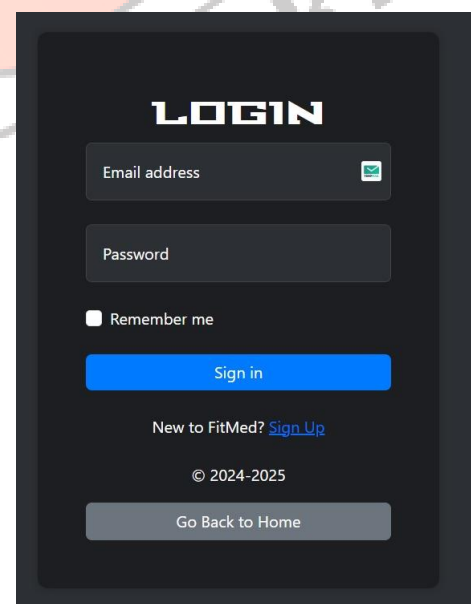 LOGIN
Email address
Password
Remember me
Sign in
New to FitMed? Sign Up
© 2024-2025
Go Back to Home